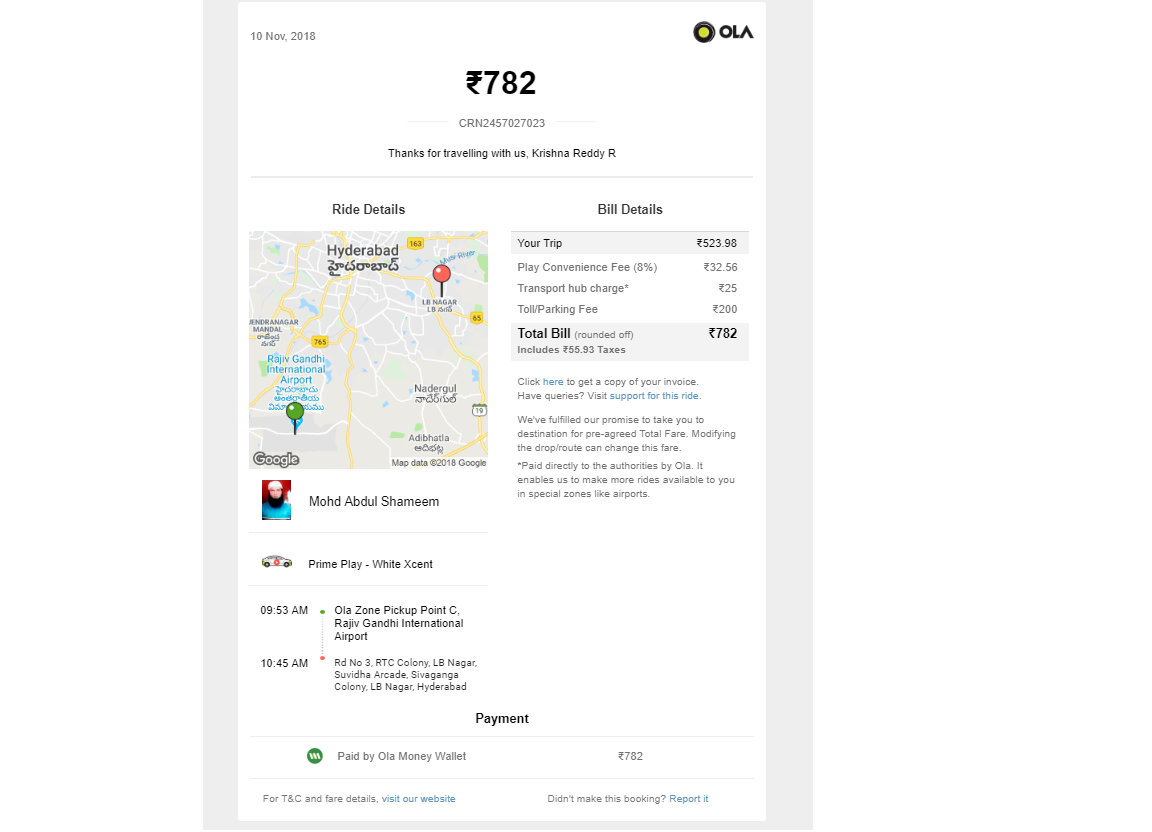 10 Nov, 2018
OLA
₹782
CRN2457027023
Thanks for travelling with us, Krishna Reddy R
Ride Details
Hyderabad
హైదరాబాద్
163
Musi River
LB NAGAR
LB నగర్
65
765
Rajiv Gandhi
International
Airport
Nadergul
నాదెర్‌గుల్
19
Adibhatla
Google
Map data ©2018 Google
Mohd Abdul Shameem
Prime Play - White Xcent
09:53 AM
Ola Zone Pickup Point C,
Rajiv Gandhi International
Airport
10:45 AM
Rd No 3, RTC Colony, LB Nagar,
Suvidha Arcade, Sivaganga
Colony, LB Nagar, Hyderabad
Bill Details
Your Trip ₹523.98
Play Convenience Fee (8%) ₹32.56
Transport hub charge* ₹25
Toll/Parking Fee ₹200
Total Bill (rounded off) ₹782
Includes ₹55.93 Taxes
Click here to get a copy of your invoice.
Have queries? Visit support for this ride.
We've fulfilled our promise to take you to
destination for pre-agreed Total Fare. Modifying
the drop/route can change this fare.
*Paid directly to the authorities by Ola. It
enables us to make more rides available to you
in special zones like airports.
Payment
Paid by Ola Money Wallet ₹782
For T&C and fare details, visit our website
Didn't make this booking? Report it